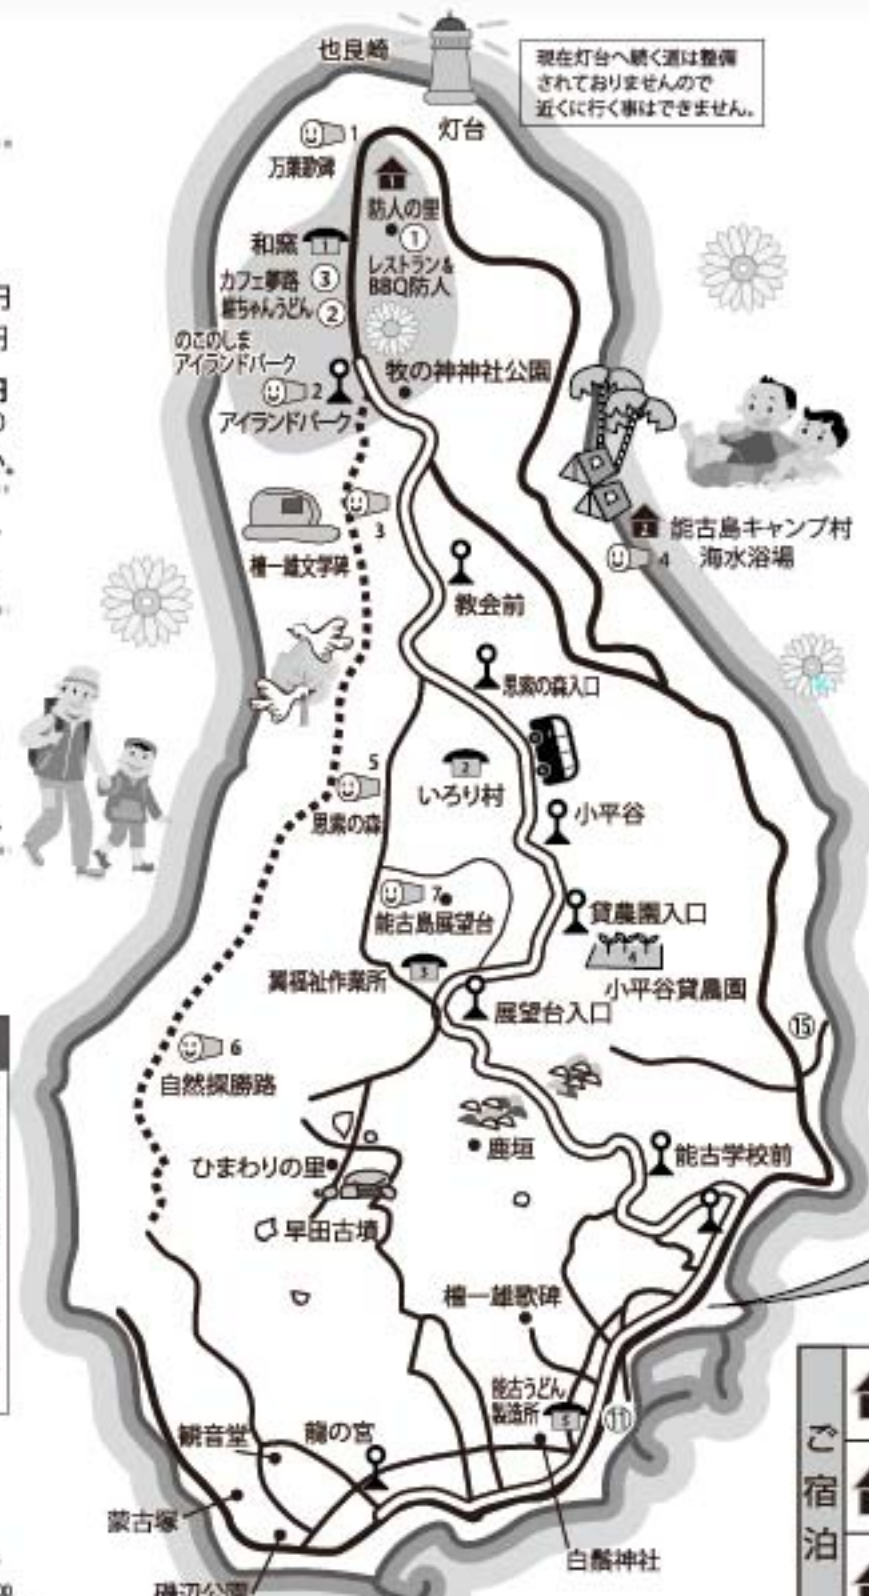 也良崎
現在灯台へ続く道は整備
されておりませんので
近くに行く事はできません。
灯台
1
万葉歌碑
1
防人の里
①
レストラン&
BBQ防人
和窯
1
カフェ夢路 ③
耕ちゃんうどん ②
のこのしま
アイランドパーク
2
アイランドパーク
牧の神神社公園
3
檀一雄文学碑
2
能古島キャンプ村
海水浴場
4
教会前
思索の森入口
5
思索の森
2
いろり村
小平谷
7
能古島展望台
貸農園入口
4
小平谷貸農園
翼福祉作業所
3
展望台入口
⑮
6
自然探勝路
鹿垣
能古学校前
ひまわりの里
早田古墳
檀一雄歌碑
能古うどん
製造所
5
⑪
観音堂
龍の宮
蒙古塚
白鬚神社
磯辺公園
ご宿泊
円
円
円